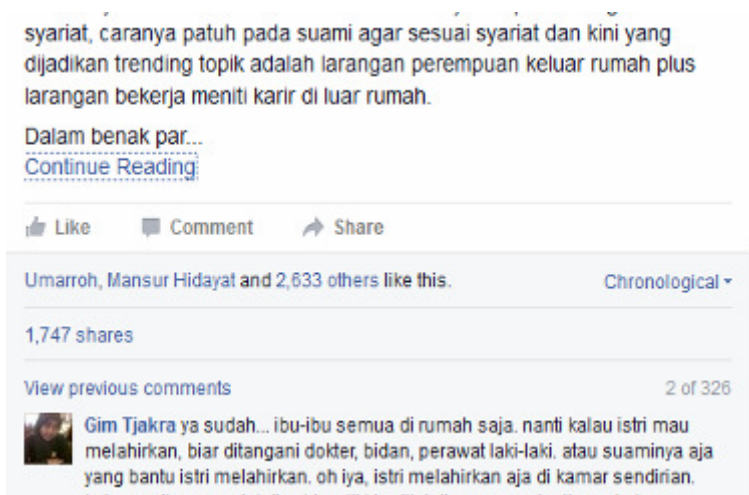 syariat, caranya patuh pada suami agar sesuai syariat dan kini yang
dijadikan trending topik adalah larangan perempuan keluar rumah plus
larangan bekerja meniti karir di luar rumah.
Dalam benak par...
Continue Reading
Like Comment Share
Umarroh, Mansur Hidayat and 2,633 others like this. Chronological
1,747 shares
View previous comments 2 of 326
Gim Tjakra ya sudah... ibu-ibu semua di rumah saja. nanti kalau istri mau
melahirkan, biar ditangani dokter, bidan, perawat laki-laki. atau suaminya aja
yang bantu istri melahirkan. oh iya, istri melahirkan aja di kamar sendirian.